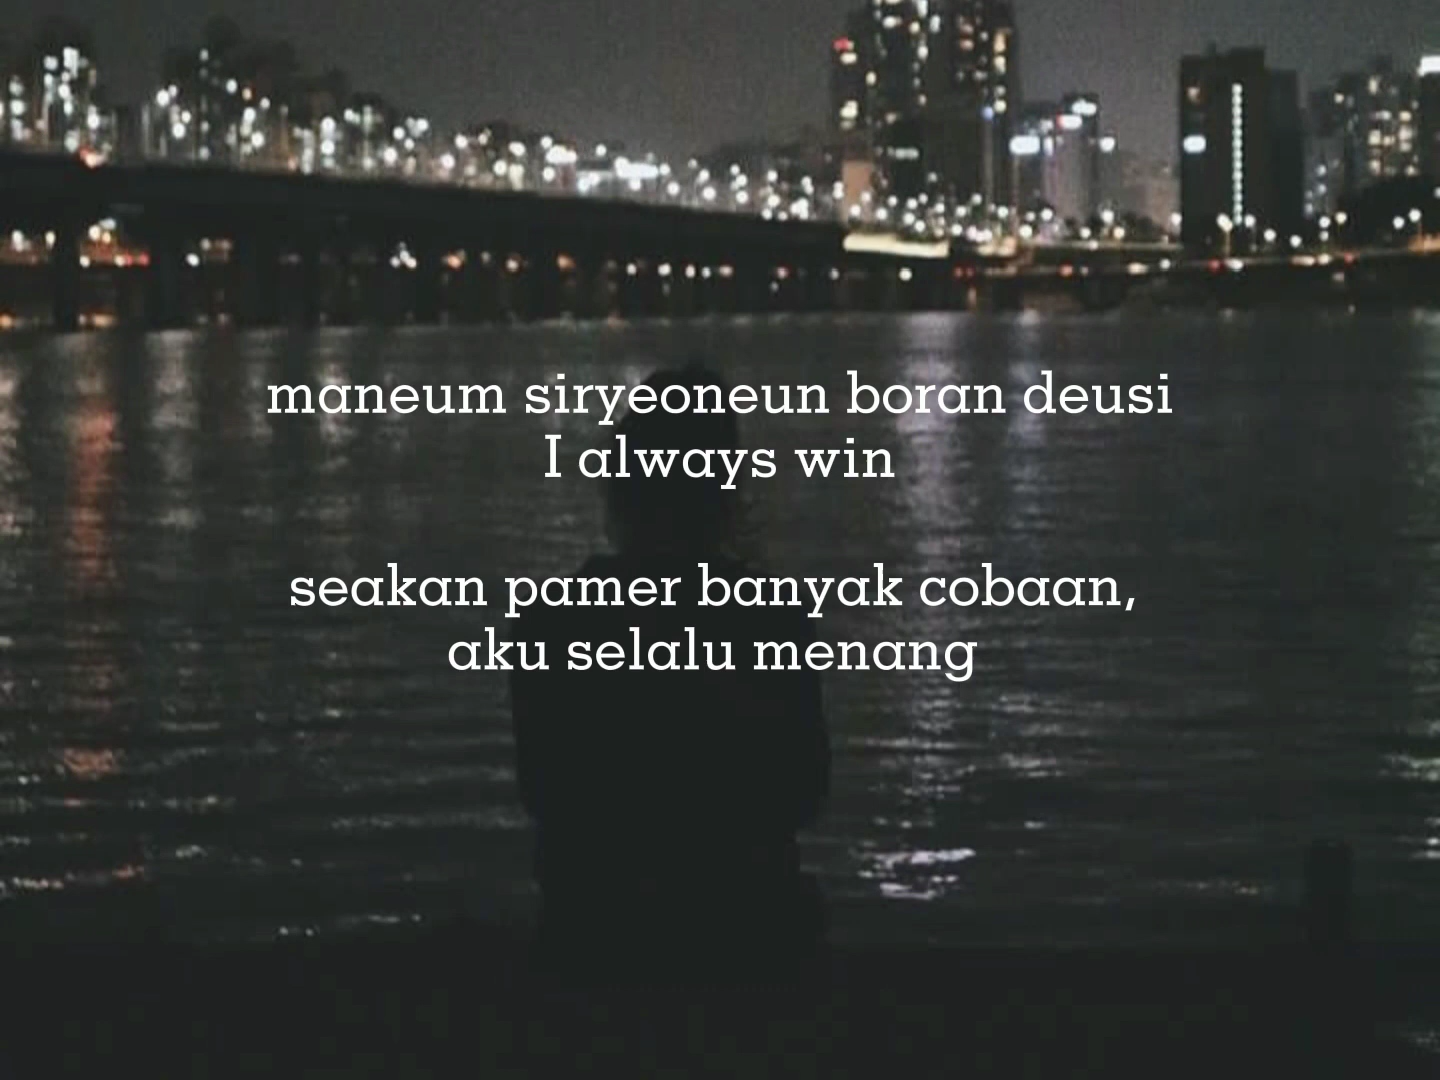 maneum siryeoneun boran deusi
I always win
seakan pamer banyak cobaan,
aku selalu menang